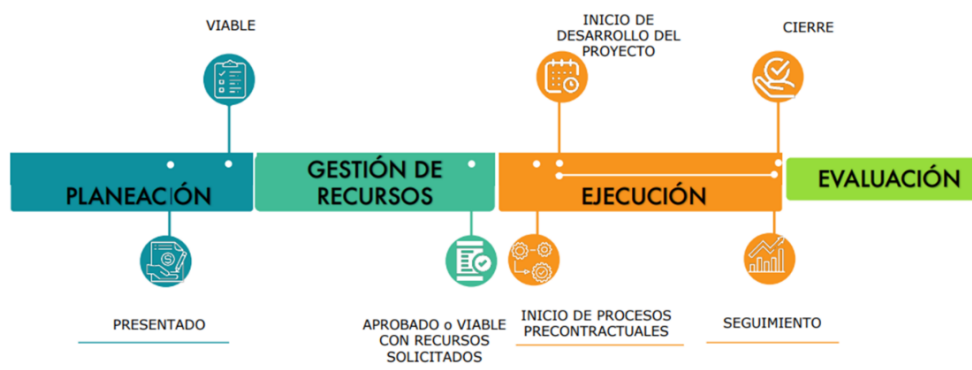 VIABLE
INICIO DE
DESARROLLO DEL
PROYECTO
CIERRE
PLANEACIÓN
GESTIÓN DE
RECURSOS
EJECUCIÓN
EVALUACIÓN
PRESENTADO
APROBADO o VIABLE
CON RECURSOS
SOLICITADOS
INICIO DE PROCESOS
PRECONTRACTUALES
SEGUIMIENTO